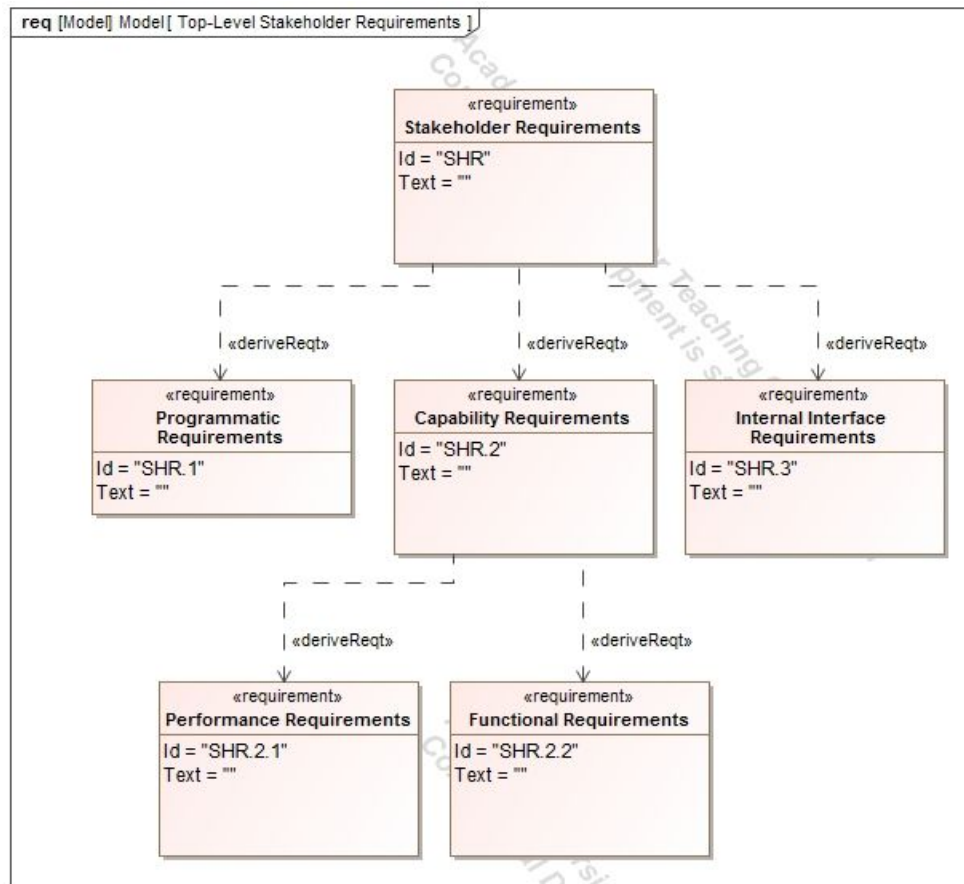 req [Model] Model [ Top-Level Stakeholder Requirements ]
«requirement»
Stakeholder Requirements
Id = "SHR"
Text = ""
«deriveReqt»
«deriveReqt»
«deriveReqt»
«requirement»
Programmatic
Requirements
Id = "SHR.1"
Text = ""
«requirement»
Capability Requirements
Id = "SHR.2"
Text = ""
«requirement»
Internal Interface
Requirements
Id = "SHR.3"
Text = ""
«deriveReqt»
«deriveReqt»
«requirement»
Performance Requirements
Id = "SHR.2.1"
Text = ""
«requirement»
Functional Requirements
Id = "SHR.2.2"
Text = ""
Teaching
is